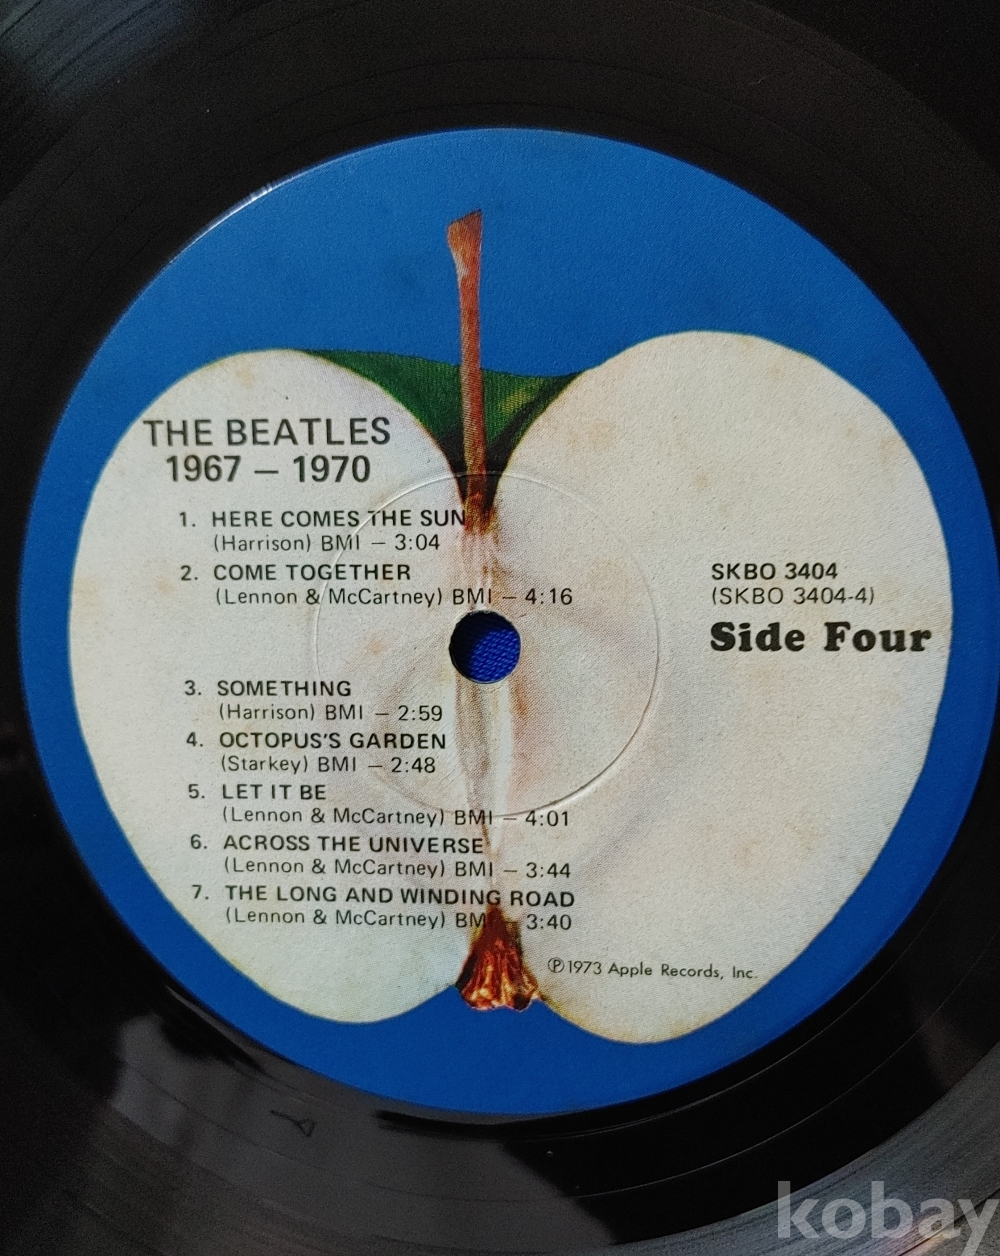 THE BEATLES
1967 – 1970
1. HERE COMES THE SUN
(Harrison) BMI – 3:04
2. COME TOGETHER
(Lennon & McCartney) BMI – 4:16
SKBO 3404
(SKBO 3404-4)
Side Four
3. SOMETHING
(Harrison) BMI – 2:59
4. OCTOPUS'S GARDEN
(Starkey) BMI – 2:48
5. LET IT BE
(Lennon & McCartney) BMI – 4:01
6. ACROSS THE UNIVERSE
(Lennon & McCartney) BMI – 3:44
7. THE LONG AND WINDING ROAD
(Lennon & McCartney) BMI – 3:40
℗1973 Apple Records, Inc.
kobay